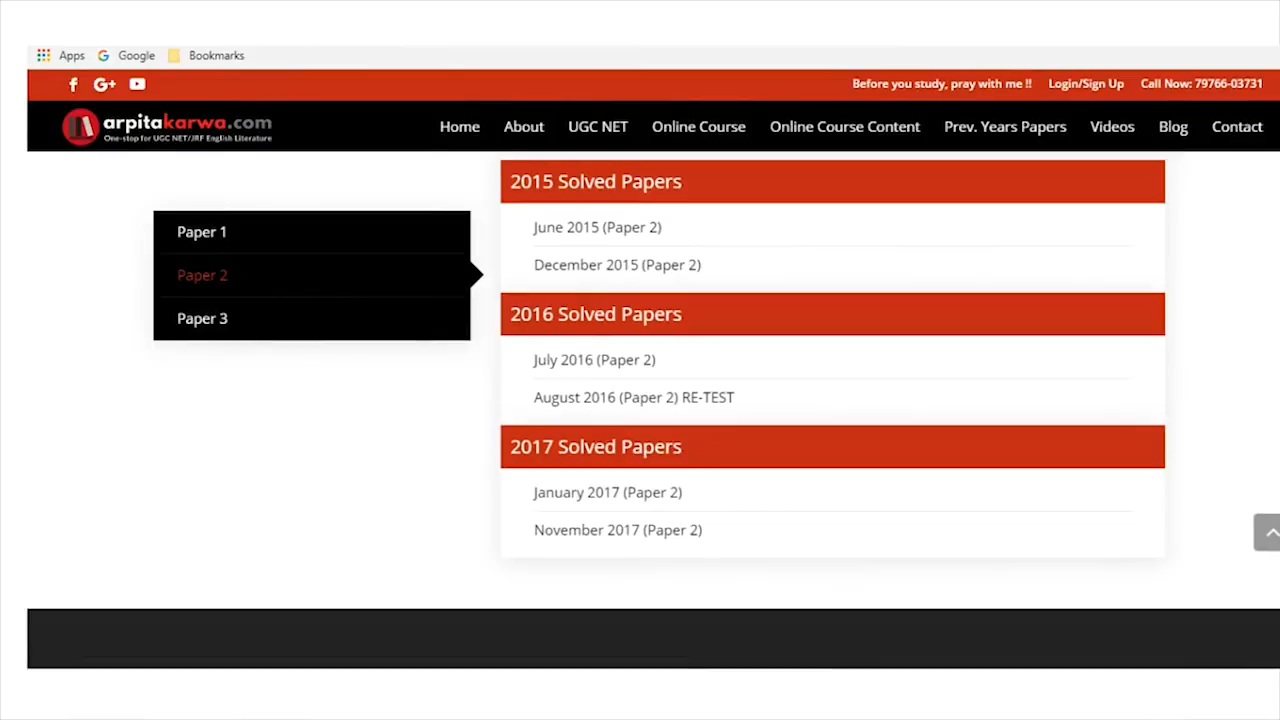 Apps Google Bookmarks
Before you study, pray with me !! Login/Sign Up Call Now: 79766-03731
arpitakarwa.com
One-stop for UGC NET/JRF English Literature
Home About UGC NET Online Course Online Course Content Prev. Years Papers Videos Blog Contact
Paper 1
Paper 2
Paper 3
2015 Solved Papers
June 2015 (Paper 2)
December 2015 (Paper 2)
2016 Solved Papers
July 2016 (Paper 2)
August 2016 (Paper 2) RE-TEST
2017 Solved Papers
January 2017 (Paper 2)
November 2017 (Paper 2)